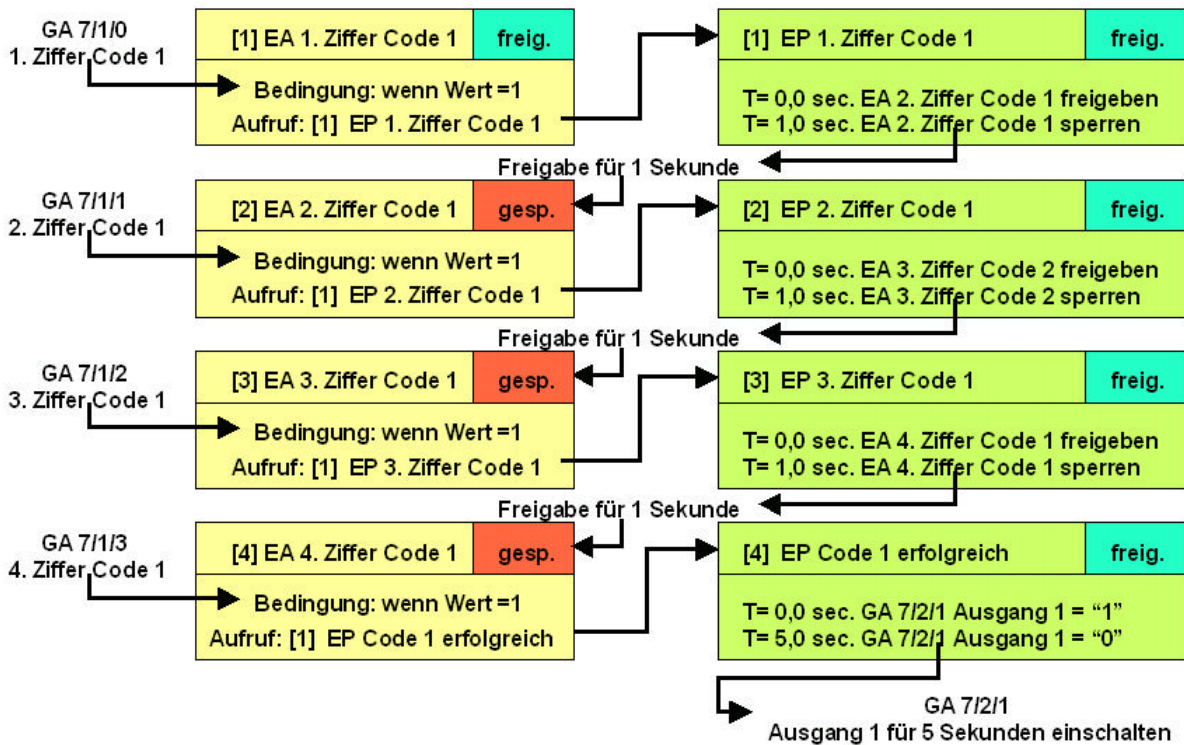 GA 7/1/0
1. Ziffer Code 1
[1] EA 1. Ziffer Code 1
freig.
Bedingung: wenn Wert =1
Aufruf: [1] EP 1. Ziffer Code 1
[1] EP 1. Ziffer Code 1
freig.
T= 0,0 sec. EA 2. Ziffer Code 1 freigeben
T= 1,0 sec. EA 2. Ziffer Code 1 sperren
Freigabe für 1 Sekunde
GA 7/1/1
2. Ziffer Code 1
[2] EA 2. Ziffer Code 1
gesp.
Bedingung: wenn Wert =1
Aufruf: [1] EP 2. Ziffer Code 1
[2] EP 2. Ziffer Code 1
freig.
T= 0,0 sec. EA 3. Ziffer Code 2 freigeben
T= 1,0 sec. EA 3. Ziffer Code 2 sperren
Freigabe für 1 Sekunde
GA 7/1/2
3. Ziffer Code 1
[3] EA 3. Ziffer Code 1
gesp.
Bedingung: wenn Wert =1
Aufruf: [1] EP 3. Ziffer Code 1
[3] EP 3. Ziffer Code 1
freig.
T= 0,0 sec. EA 4. Ziffer Code 1 freigeben
T= 1,0 sec. EA 4. Ziffer Code 1 sperren
Freigabe für 1 Sekunde
GA 7/1/3
4. Ziffer Code 1
[4] EA 4. Ziffer Code 1
gesp.
Bedingung: wenn Wert =1
Aufruf: [1] EP Code 1 erfolgreich
[4] EP Code 1 erfolgreich
freig.
T= 0,0 sec. GA 7/2/1 Ausgang 1 = “1”
T= 5,0 sec. GA 7/2/1 Ausgang 1 = “0”
GA 7/2/1
Ausgang 1 für 5 Sekunden einschalten